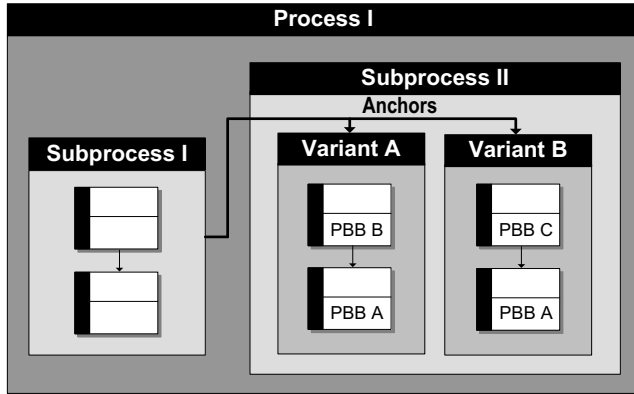 Process I
Subprocess II
Anchors
Subprocess I
Variant A
Variant B
PBB B
PBB C
PBB A
PBB A